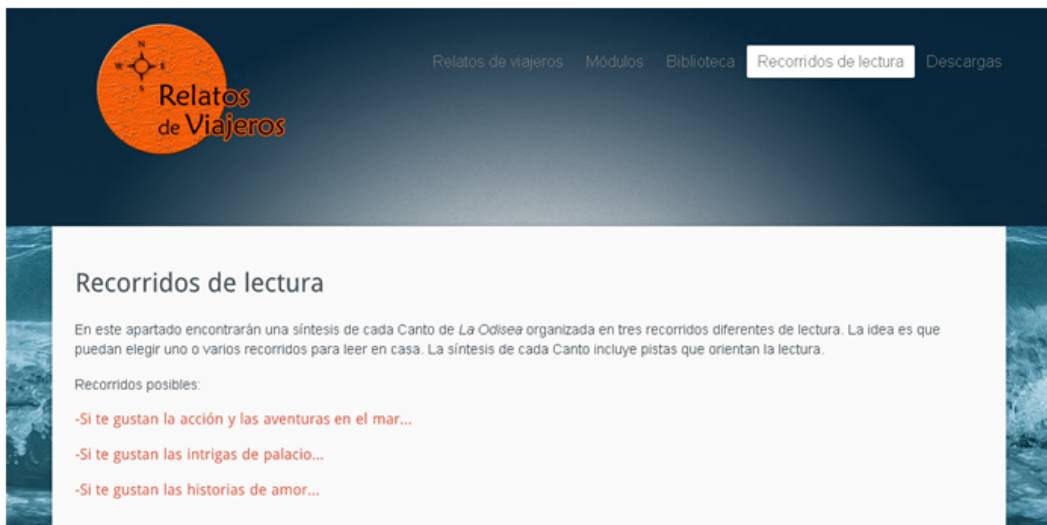 N
W E
S
Relatos
de Viajeros
Relatos de viajeros Módulos Biblioteca Recorridos de lectura Descargas
Recorridos de lectura
En este apartado encontrarán una síntesis de cada Canto de La Odisea organizada en tres recorridos diferentes de lectura. La idea es que
puedan elegir uno o varios recorridos para leer en casa. La síntesis de cada Canto incluye pistas que orientan la lectura.
Recorridos posibles:
-Si te gustan la acción y las aventuras en el mar...
-Si te gustan las intrigas de palacio...
-Si te gustan las historias de amor...